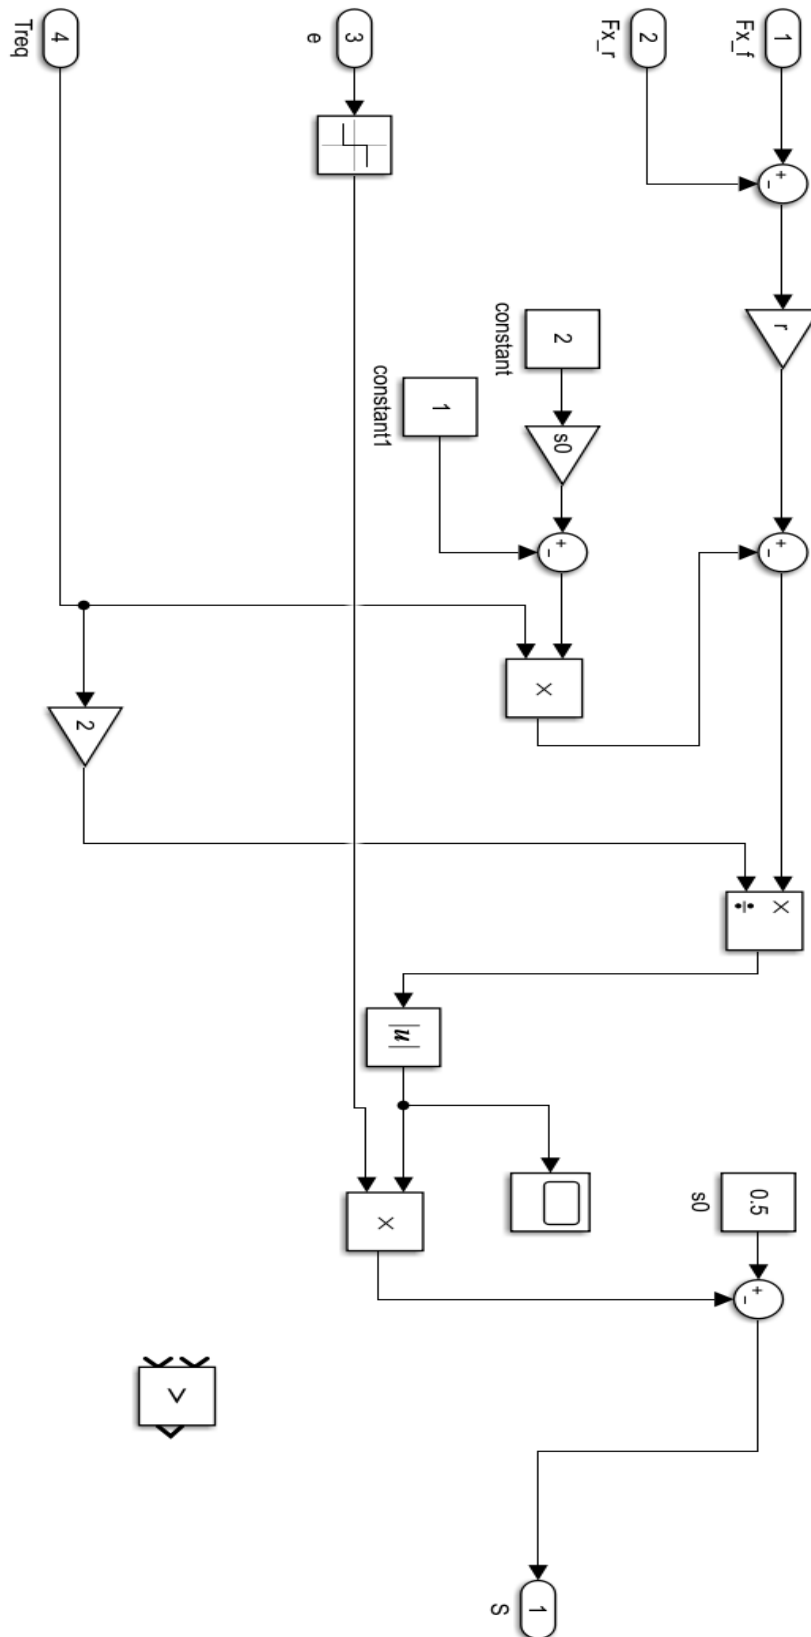 1
Fx_f
2
Fx_r
3
e
4
Treq
+
-
r
2
constant
s0
1
constant1
+
-
+
-
X
2
X
÷
|u|
X
0.5
s0
+
-
>
1
S